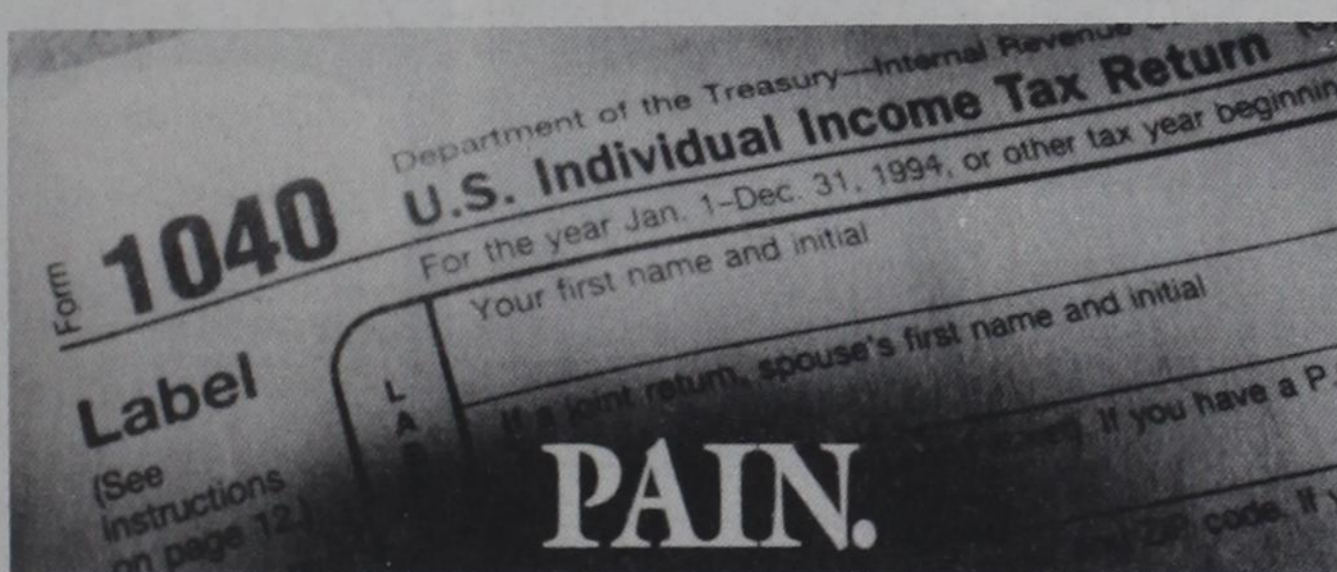 Department of the Treasury—Internal Revenue
U.S. Individual Income Tax Return
Form 1040
For the year Jan. 1–Dec. 31, 1994, or other tax year beginning
Your first name and initial
Label
(See
instructions
on page 12.)
L
A
If a joint return, spouse's first name and initial
If you have a P
ZIP code. If
PAIN.